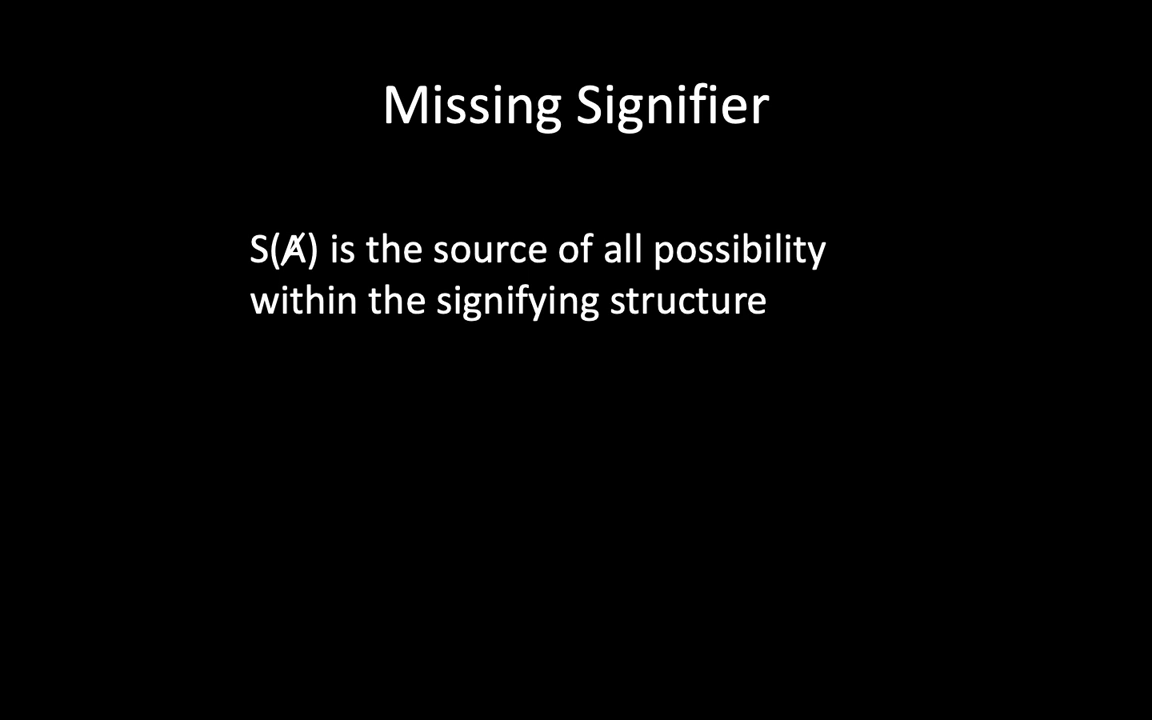 Missing Signifier
S(Ⱥ) is the source of all possibility
within the signifying structure